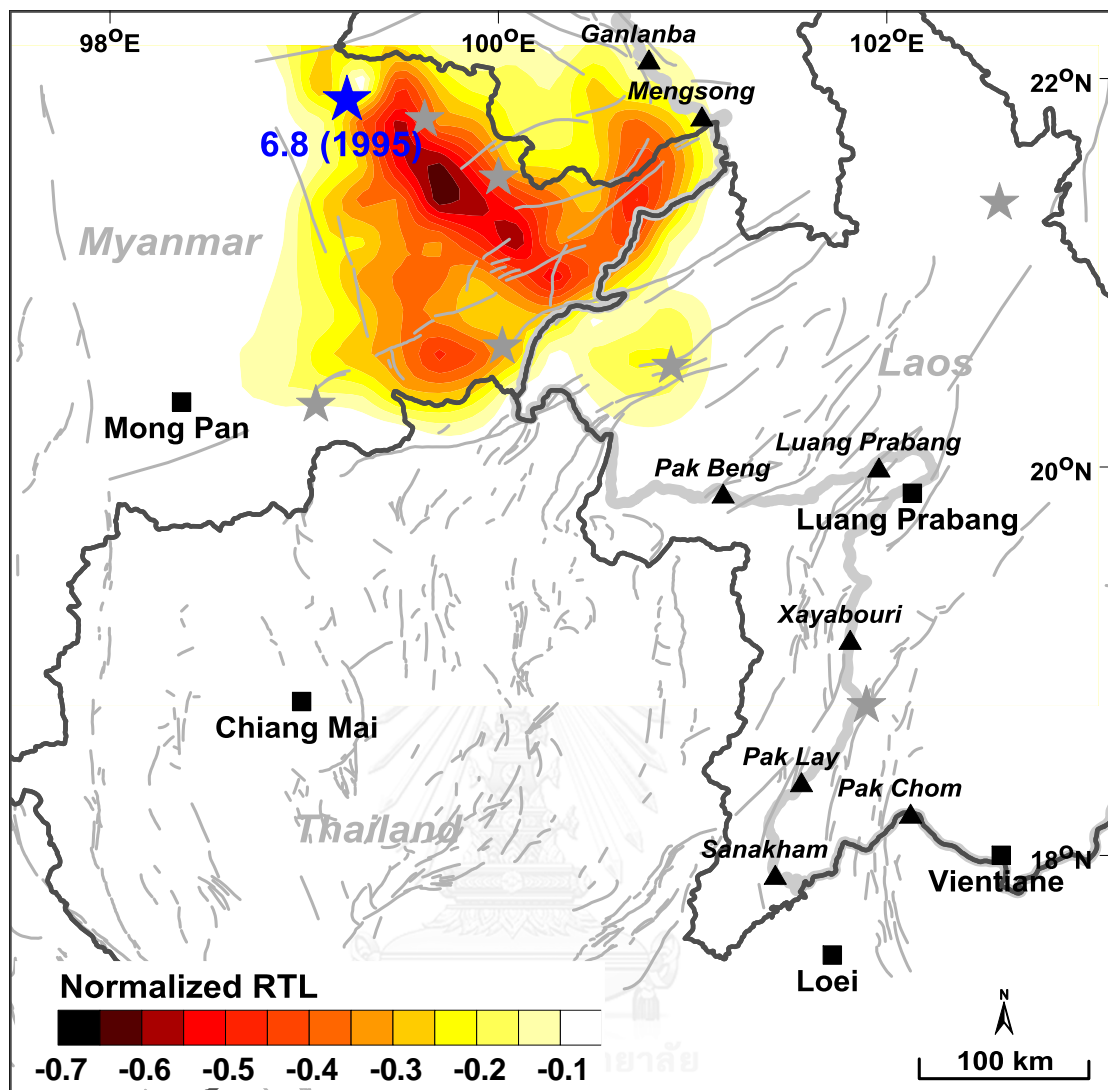 98°E
100°E
102°E
Ganlanba
22°N
Mengsong
6.8 (1995)
Myanmar
Laos
Mong Pan
Luang Prabang
Pak Beng
20°N
Luang Prabang
Xayabouri
Chiang Mai
Pak Lay
Pak Chom
Thailand
Sanakham
18°N
Vientiane
Loei
Normalized RTL
N
-0.7 -0.6 -0.5 -0.4 -0.3 -0.2 -0.1
100 km